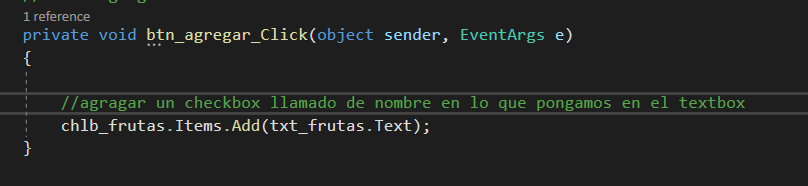 1 reference
private void btn_agregar_Click(object sender, EventArgs e)
{
//agragar un checkbox llamado de nombre en lo que pongamos en el textbox
chlb_frutas.Items.Add(txt_frutas.Text);
}